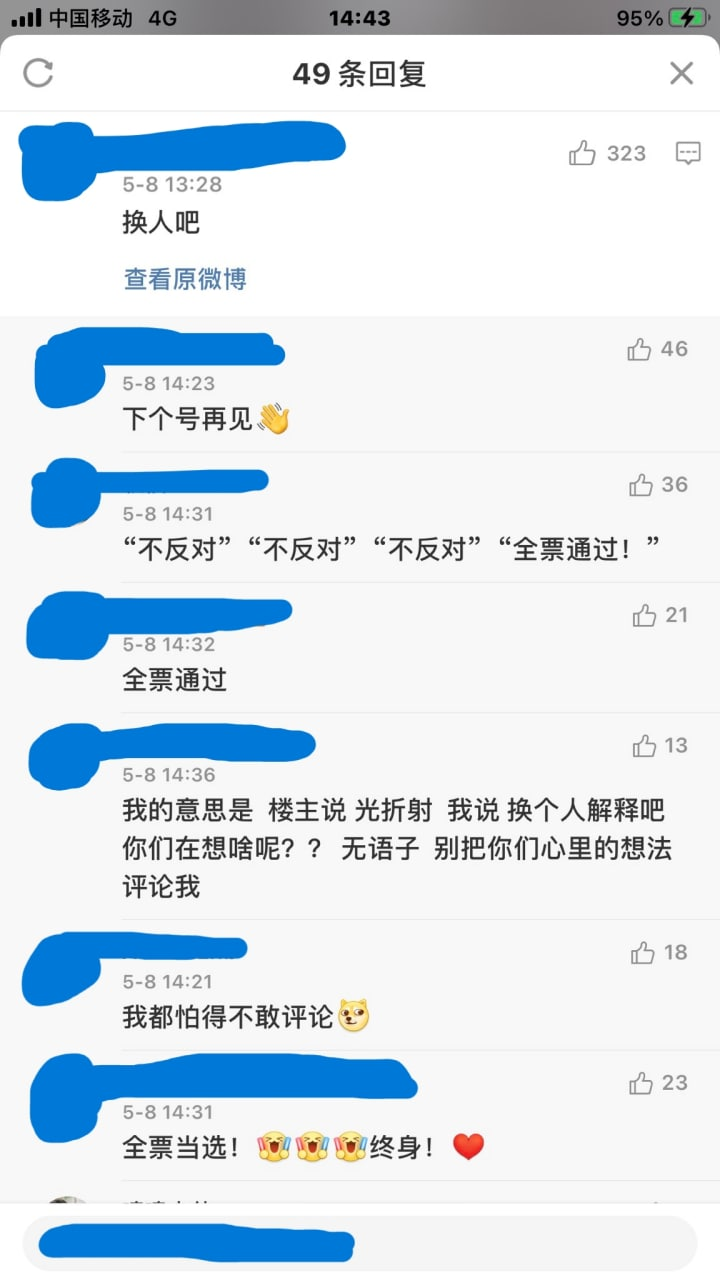 中国移动 4G 14:43 95%
49 条回复
323
5-8 13:28
换人吧
查看原微博
46
5-8 14:23
下个号再见👋
36
5-8 14:31
“不反对”“不反对”“不反对”“全票通过！”
21
5-8 14:32
全票通过
13
5-8 14:36
我的意思是 楼主说 光折射 我说 换个人解释吧
你们在想啥呢？？ 无语子 别把你们心里的想法
评论我
18
5-8 14:21
我都怕得不敢评论
23
5-8 14:31
全票当选！终身！❤️